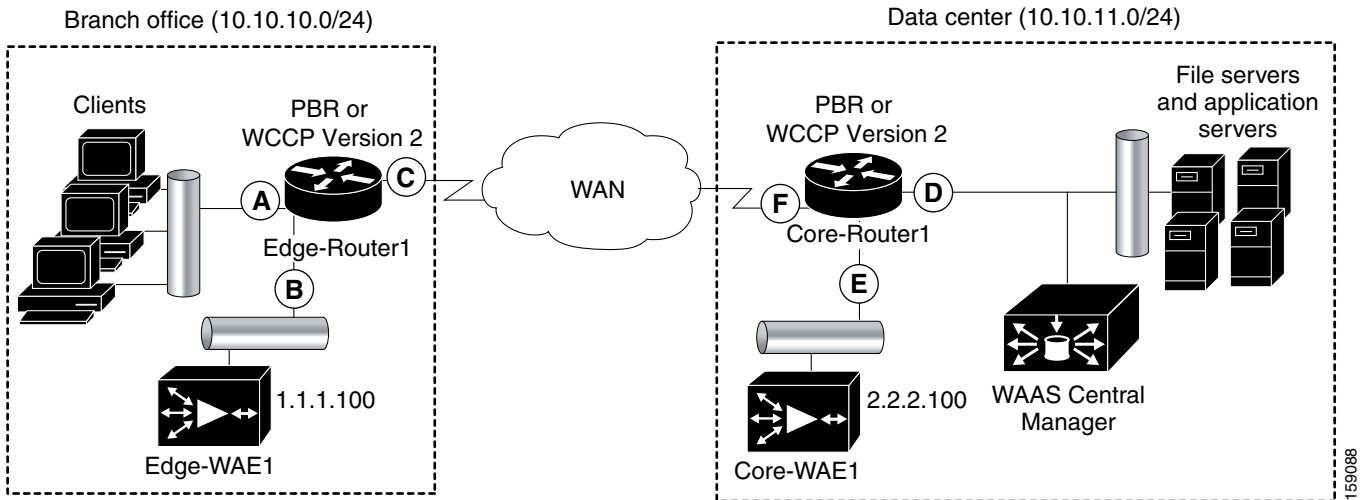 Branch office (10.10.10.0/24)
Data center (10.10.11.0/24)
Clients
PBR or
WCCP Version 2
A
C
Edge-Router1
B
1.1.1.100
Edge-WAE1
WAN
PBR or
WCCP Version 2
F
D
Core-Router1
E
2.2.2.100
Core-WAE1
File servers
and application
servers
WAAS Central
Manager
159088